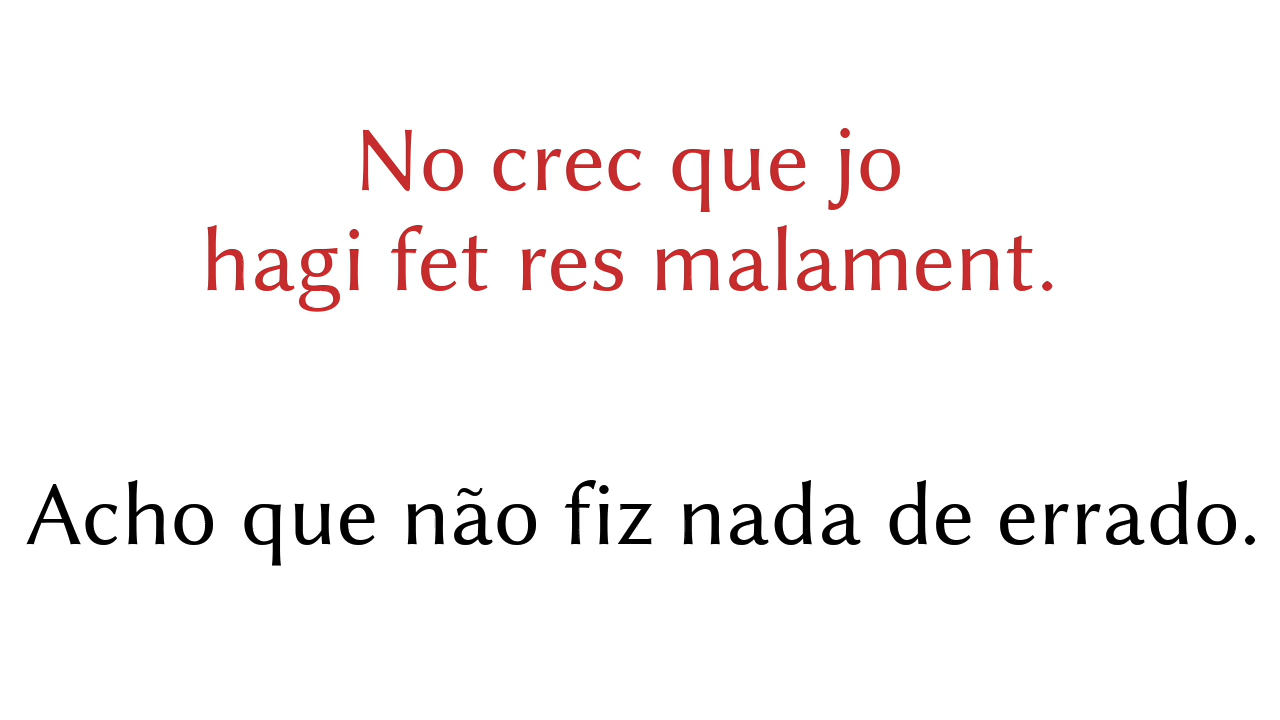 No crec que jo
hagi fet res malament.
Acho que não fiz nada de errado.